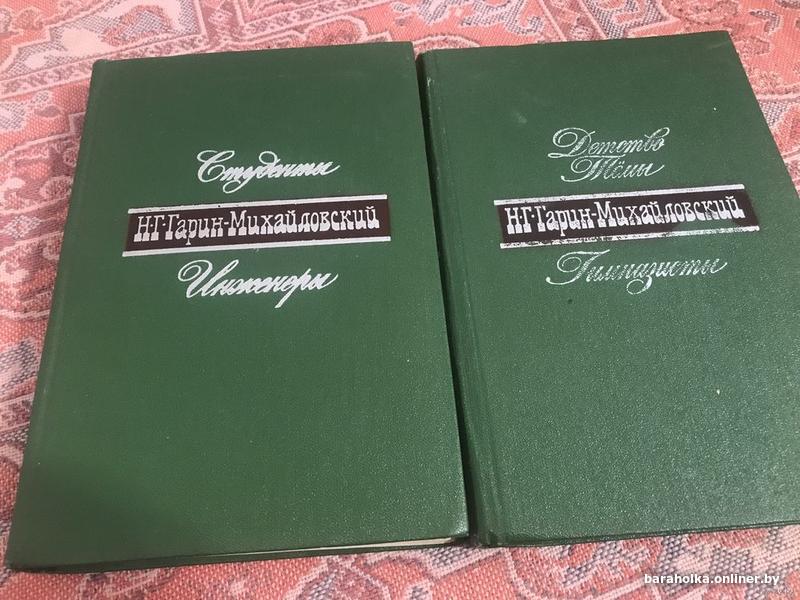 Студенты
Н·Г·Гарин-Михайловский
Инженеры
Детство
Тёмы
Н·Г·Гарин-Михайловский
Гимназисты
baraholka.onliner.by